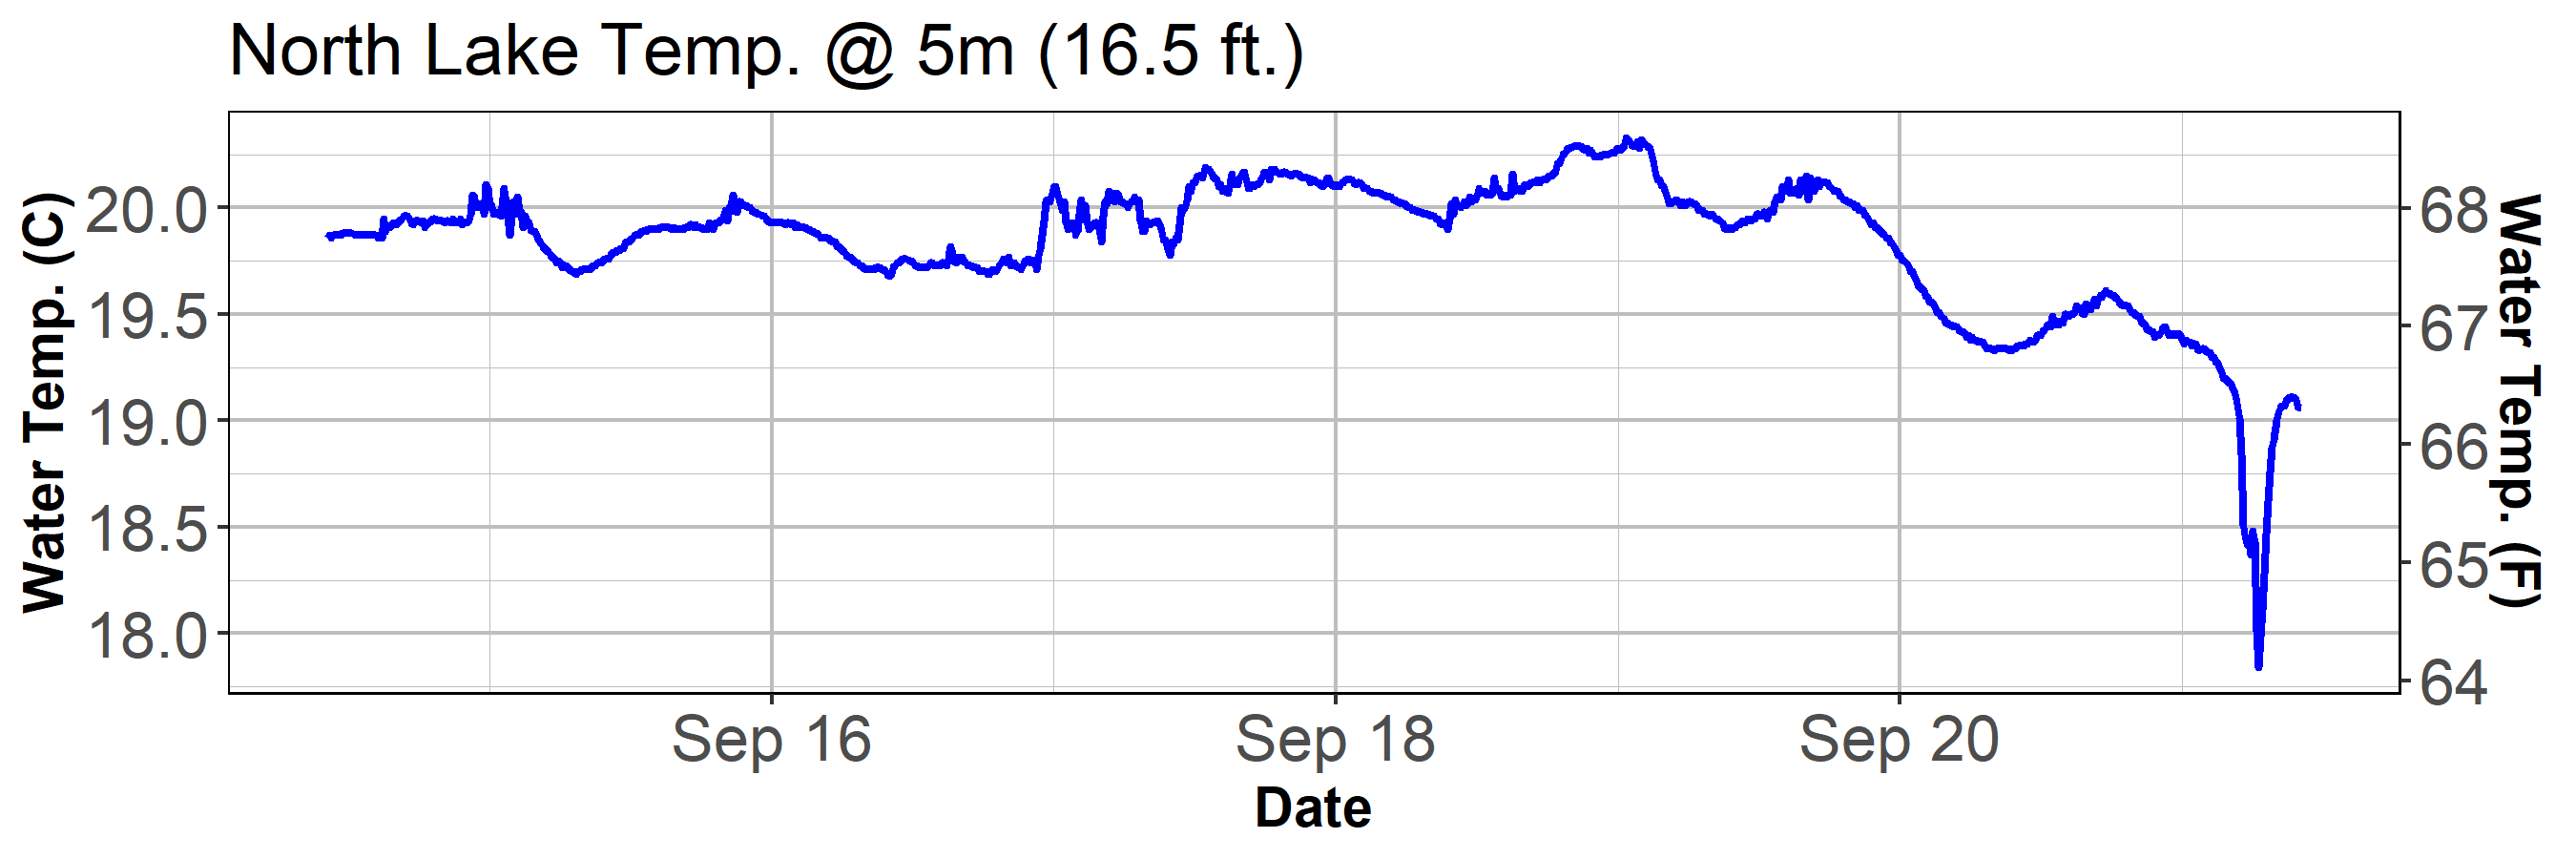 North Lake Temp. @ 5m (16.5 ft.)
Water Temp. (C)
20.0
19.5
19.0
18.5
18.0
68
67
66
65
64
Water Temp. (F)
Sep 16 Sep 18 Sep 20
Date